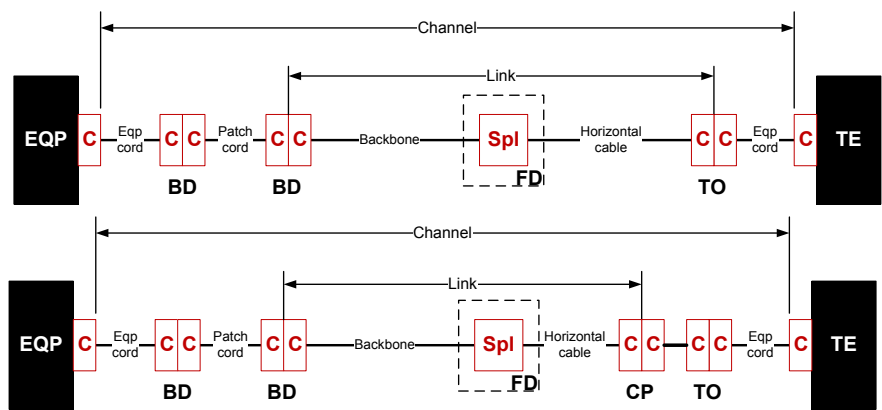 Channel
Link
EQP C Eqp cord C C Patch cord C C Backbone Spl Horizontal cable C C Eqp cord C TE
BD BD FD TO
Channel
Link
EQP C Eqp cord C C Patch cord C C Backbone Spl Horizontal cable C C C C Eqp cord C TE
BD BD FD CP TO